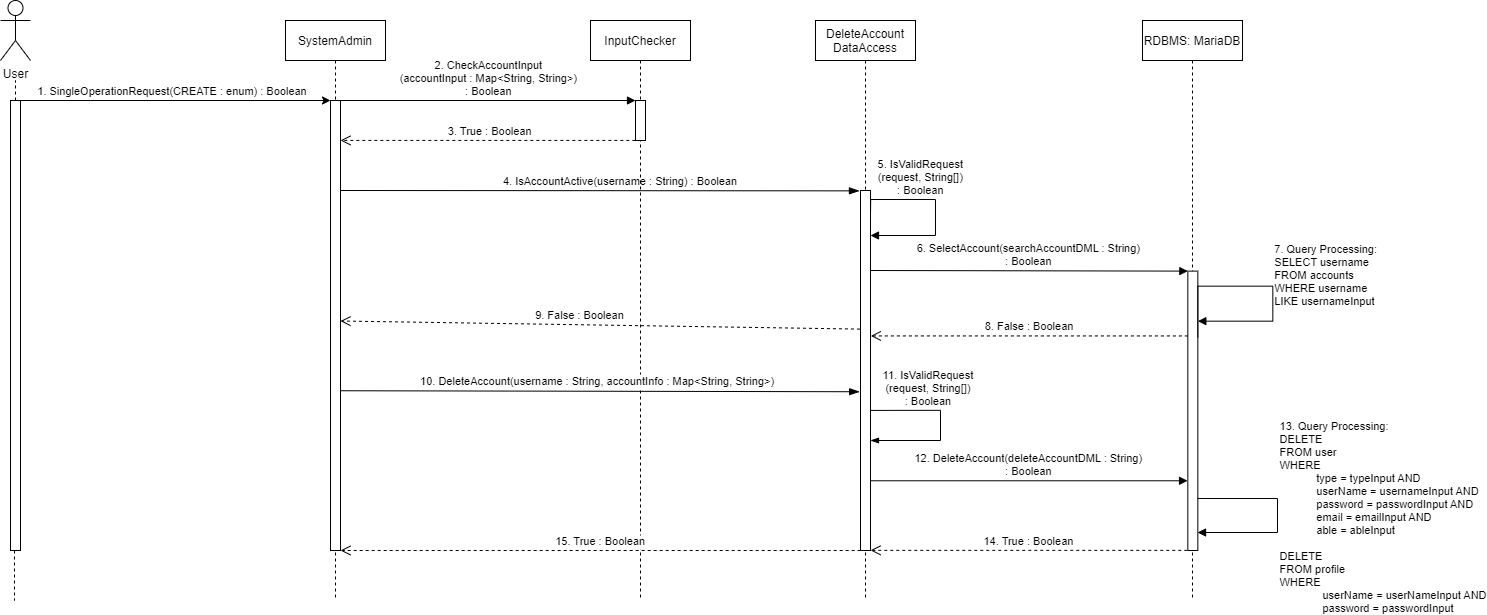 User
SystemAdmin
InputChecker
DeleteAccount
DataAccess
RDBMS: MariaDB
1. SingleOperationRequest(CREATE : enum) : Boolean
2. CheckAccountInput
(accountInput : Map<String, String>)
: Boolean
3. True : Boolean
4. IsAccountActive(username : String) : Boolean
5. IsValidRequest
(request, String[])
: Boolean
6. SelectAccount(searchAccountDML : String)
: Boolean
7. Query Processing:
SELECT username
FROM accounts
WHERE username
LIKE usernameInput
8. False : Boolean
9. False : Boolean
10. DeleteAccount(username : String, accountInfo : Map<String, String>)
11. IsValidRequest
(request, String[])
: Boolean
12. DeleteAccount(deleteAccountDML : String)
: Boolean
13. Query Processing:
DELETE
FROM user
WHERE
type = typeInput AND
userName = usernameInput AND
password = passwordInput AND
email = emailInput AND
able = ableInput
DELETE
FROM profile
WHERE
userName = userNameInput AND
password = passwordInput
14. True : Boolean
15. True : Boolean